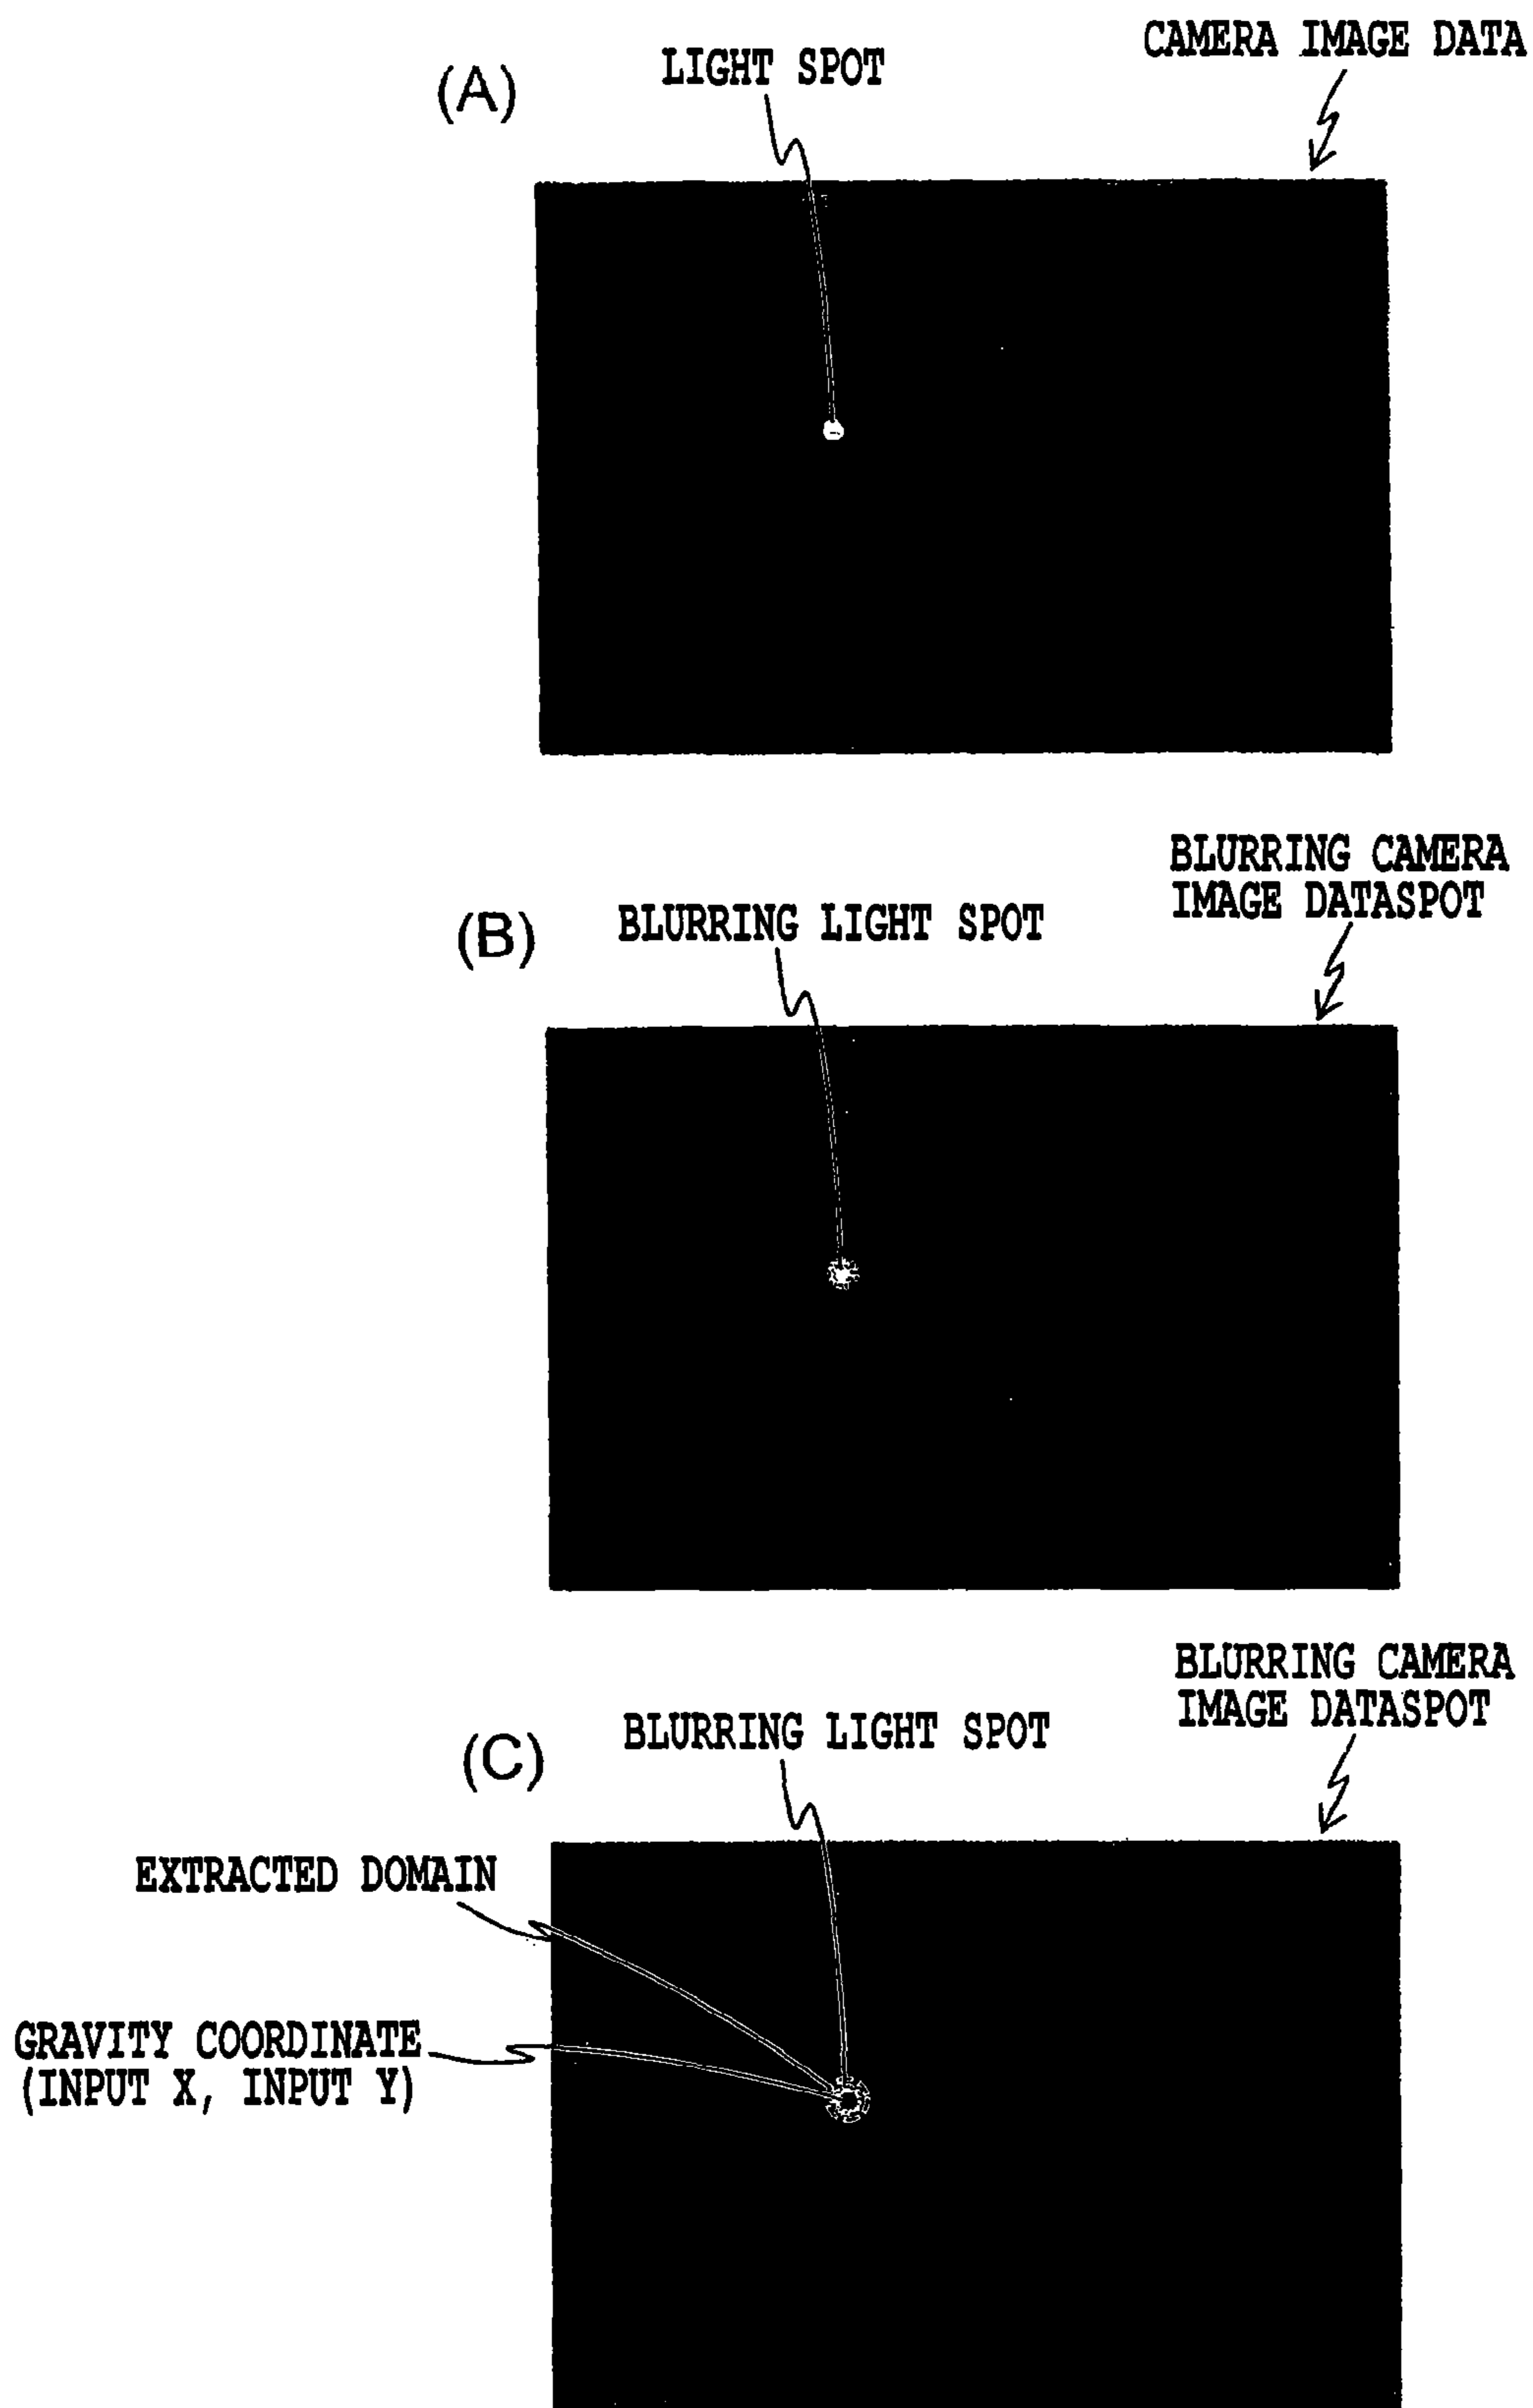 (A)
LIGHT SPOT
CAMERA IMAGE DATA
(B)
BLURRING LIGHT SPOT
BLURRING CAMERA
IMAGE DATASPOT
(C)
BLURRING LIGHT SPOT
BLURRING CAMERA
IMAGE DATASPOT
EXTRACTED DOMAIN
GRAVITY COORDINATE
(INPUT X, INPUT Y)